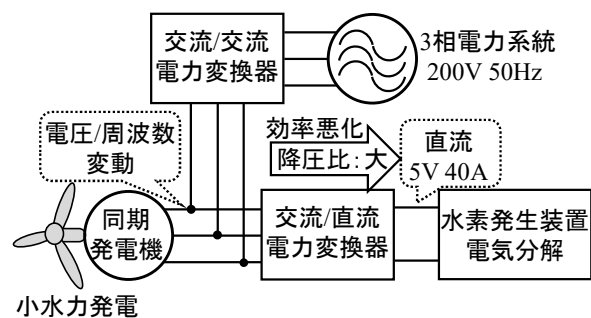 交流/交流
電力変換器
3相電力系統
200V 50Hz
電圧/周波数
変動
効率悪化
降圧比：大
直流
5V 40A
同期
発電機
交流/直流
電力変換器
水素発生装置
電気分解
小水力発電